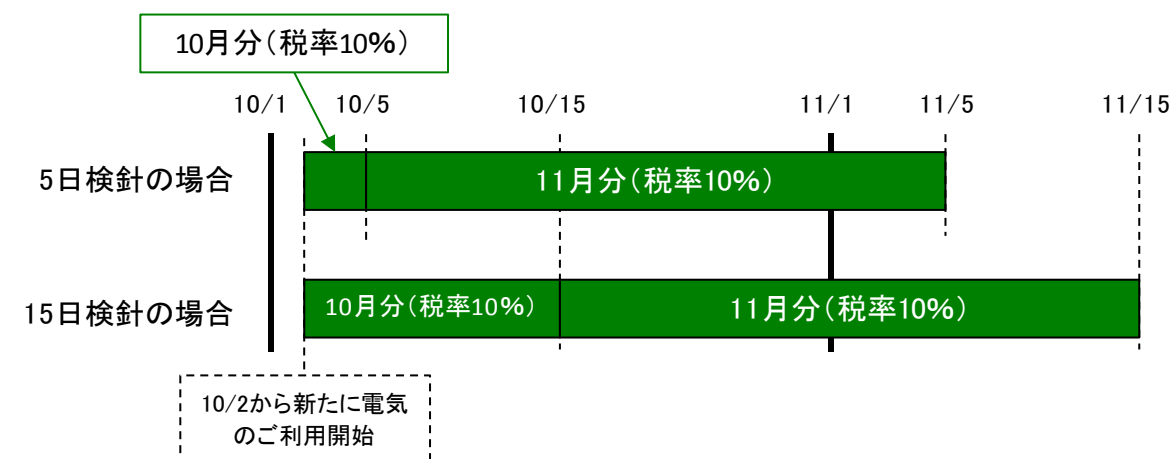 10月分（税率10％）
10/1 10/5 10/15 11/1 11/5 11/15
5日検針の場合 11月分（税率10％）
15日検針の場合 10月分（税率10％） 11月分（税率10％）
10/2から新たに電気
のご利用開始